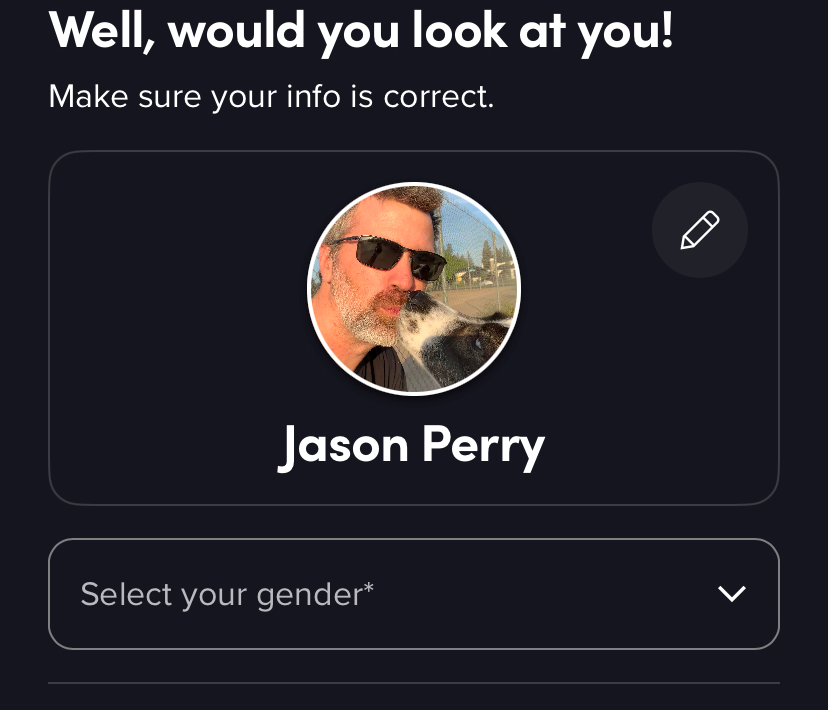 Well, would you look at you!
Make sure your info is correct.
Jason Perry
Select your gender*